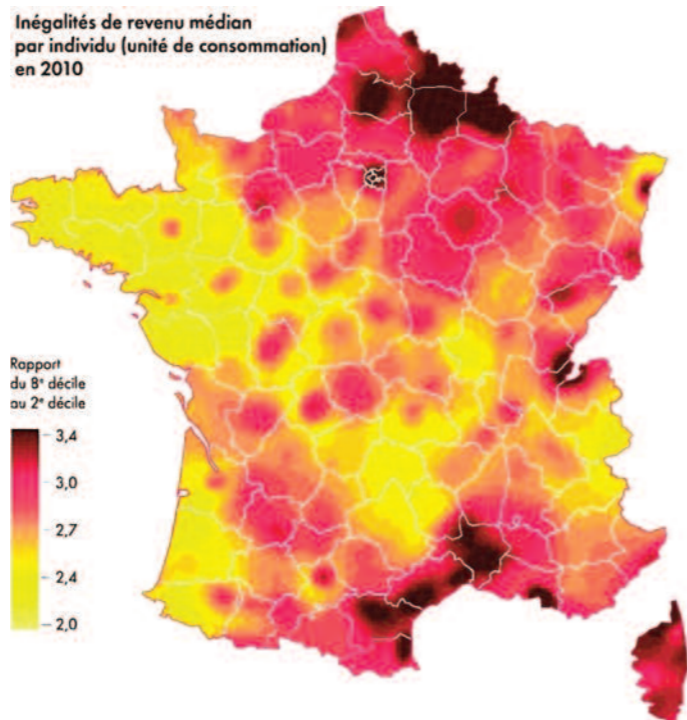 Inégalités de revenu médian
par individu (unité de consommation)
en 2010
Rapport
du 8e décile
au 2e décile
3,4
3,0
2,7
2,4
2,0